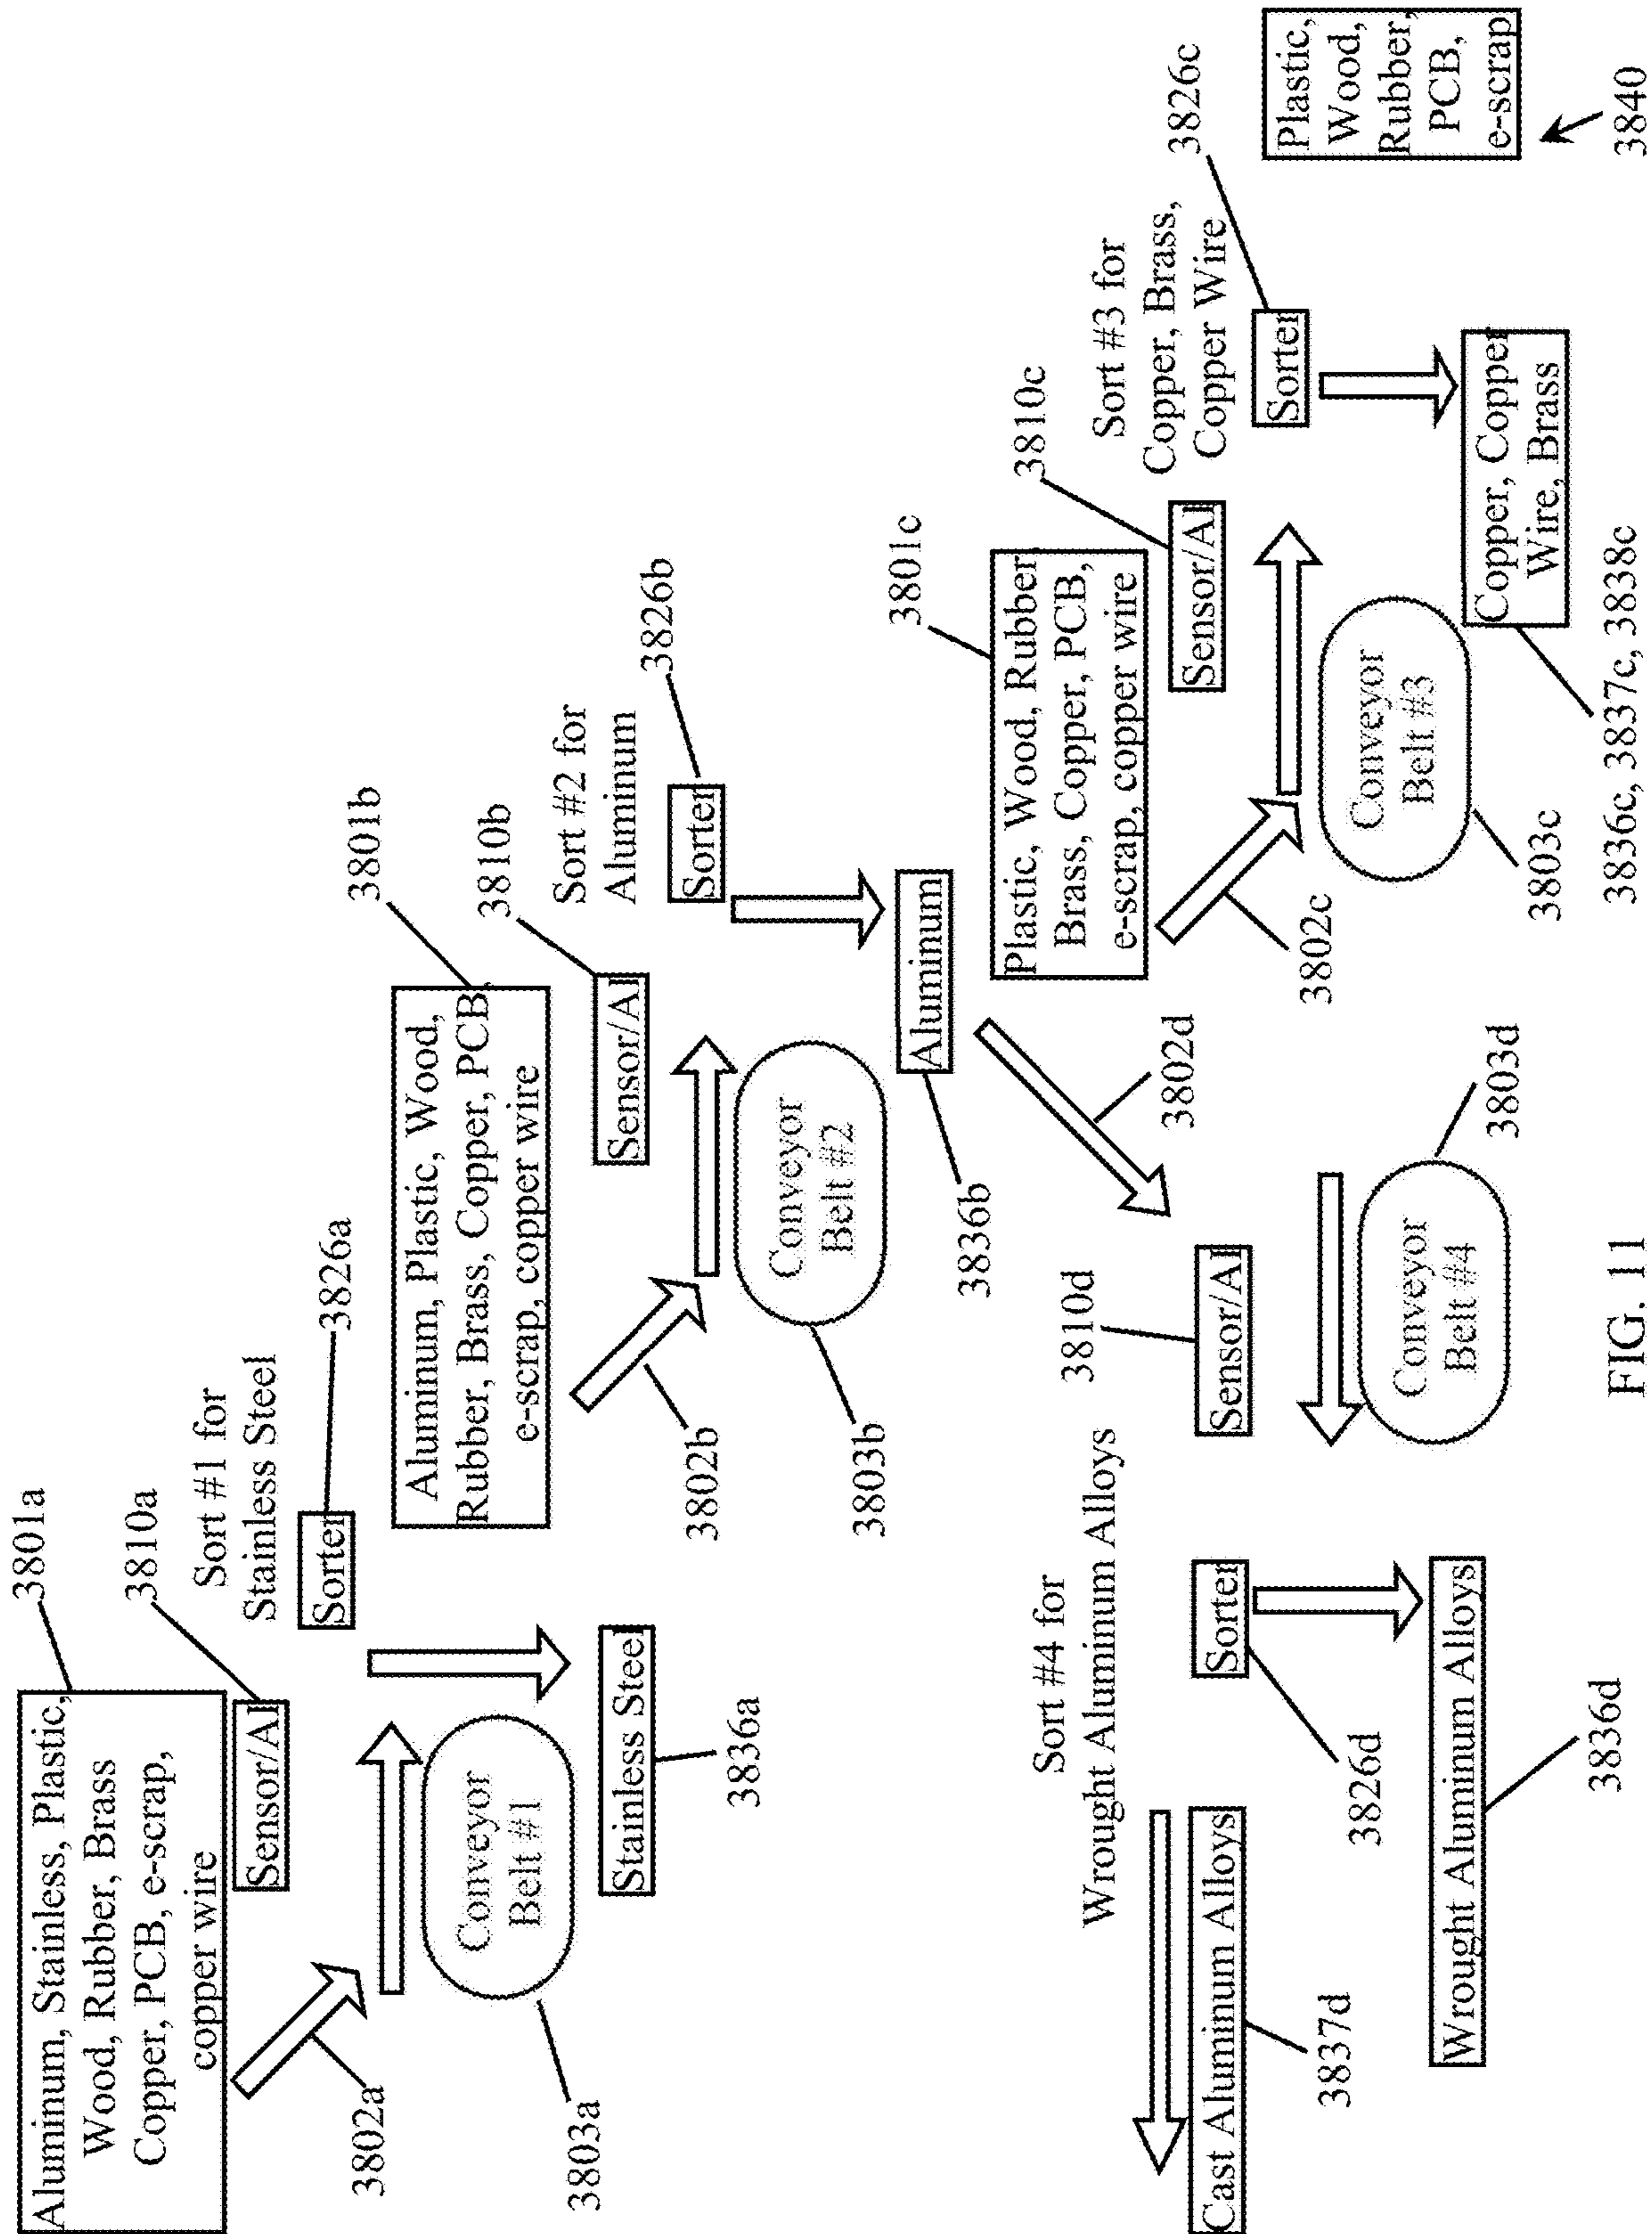 3801a
Aluminum, Stainless, Plastic,
Wood, Rubber, Brass
Copper, PCB, e-scrap,
copper wire
3810a
Sensor/AI
Sort #1 for
Stainless Steel
Sorter
3826a
3802a
Conveyor
Belt #1
3803a
Stainless Steel
3836a
3801b
Aluminum, Plastic, Wood,
Rubber, Brass, Copper, PCB,
e-scrap, copper wire
3810b
Sensor/AI
Sort #2 for
Aluminum
Sorter
3826b
3802b
Conveyor
Belt #2
3803b
Aluminum
3836b
3801c
Plastic, Wood, Rubber,
Brass, Copper, PCB,
e-scrap, copper wire
3810c
Sensor/AI
Sort #3 for
Copper, Brass,
Copper Wire
Sorter
3826c
3802c
Conveyor
Belt #3
3803c
Copper, Copper
Wire, Brass
3836c, 3837c, 3838c
Plastic,
Wood,
Rubber,
PCB,
e-scrap
3840
3802d
3810d
Sensor/AI
Conveyor
Belt #4
3803d
Sort #4 for
Wrought Aluminum Alloys
Sorter
3826d
Cast Aluminum Alloys
3837d
Wrought Aluminum Alloys
3836d
FIG. 11